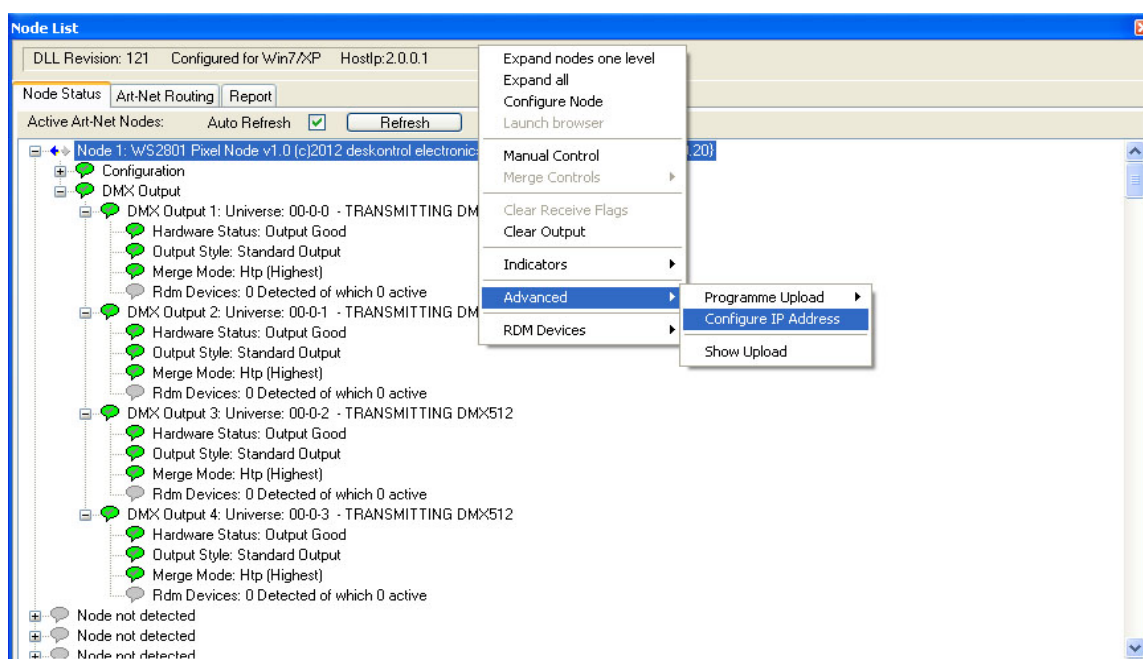 Node List
DLL Revision: 121 Configured for Win7/XP HostIp:2.0.0.1
Node Status Art-Net Routing Report
Active Art-Net Nodes: Auto Refresh Refresh
Node 1: WS2801 Pixel Node v1.0 (c)2012 deskontrol .20}
Configuration
DMX Output
DMX Output 1: Universe: 00-0-0 - TRANSMITTING
Hardware Status: Output Good
Output Style: Standard Output
Merge Mode: Htp (Highest)
Rdm Devices: 0 Detected of which 0 active
DMX Output 2: Universe: 00-0-1 - TRANSMITTING
Hardware Status: Output Good
Output Style: Standard Output
Merge Mode: Htp (Highest)
Rdm Devices: 0 Detected of which 0 active
DMX Output 3: Universe: 00-0-2 - TRANSMITTING DMX512
Hardware Status: Output Good
Output Style: Standard Output
Merge Mode: Htp (Highest)
Rdm Devices: 0 Detected of which 0 active
DMX Output 4: Universe: 00-0-3 - TRANSMITTING DMX512
Hardware Status: Output Good
Output Style: Standard Output
Merge Mode: Htp (Highest)
Rdm Devices: 0 Detected of which 0 active
Node not detected
Node not detected
Node not detected
Expand nodes one level
Expand all
Configure Node
Launch browser
Manual Control
Merge Controls
Clear Receive Flags
Clear Output
Indicators
Advanced
RDM Devices
Programme Upload
Configure IP Address
Show Upload